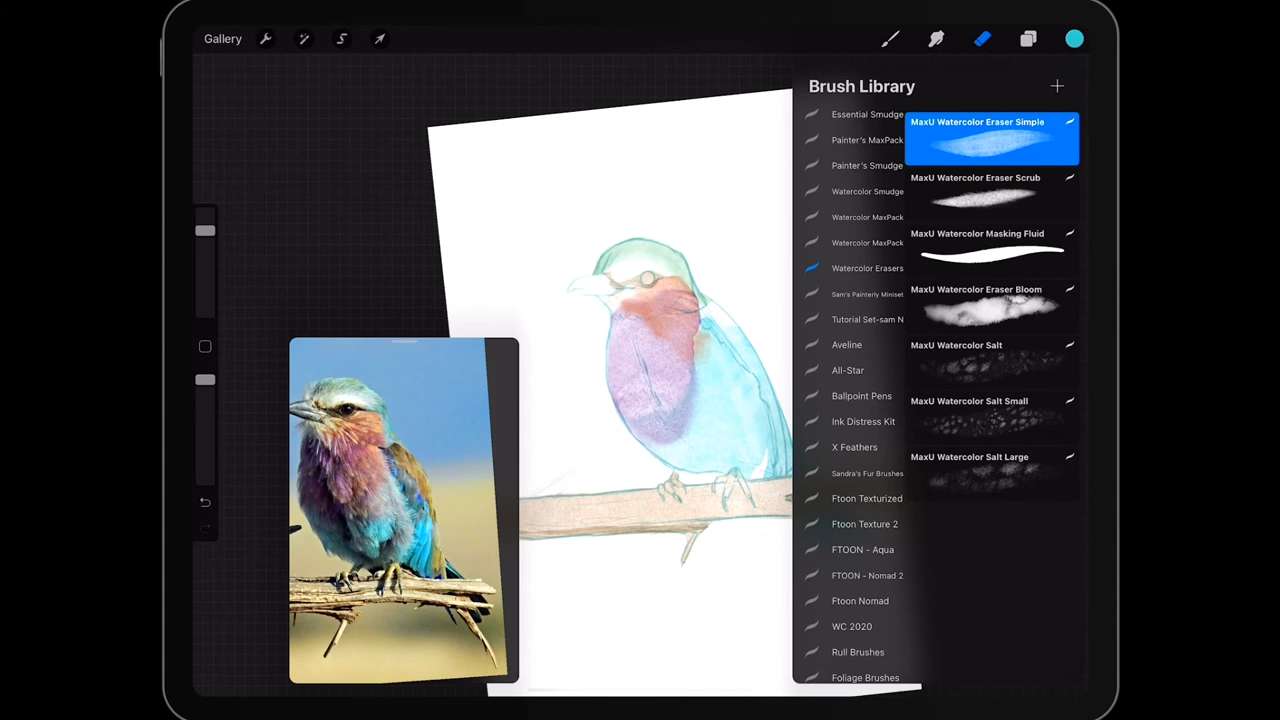 Gallery
Brush Library
Essential Smudge
Painter's MaxPack
Painter's Smudge
Watercolor Smudge
Watercolor MaxPack
Watercolor MaxPack
Watercolor Erasers
Sam's Painterly Miniset
Tutorial Set-sam N
Aveline
All-Star
Ballpoint Pens
Ink Distress Kit
X Feathers
Sandra's Fur Brushes
Ftoon Texturized
Ftoon Texture 2
FTOON - Aqua
FTOON - Nomad 2
Ftoon Nomad
WC 2020
Rull Brushes
Foliage Brushes
MaxU Watercolor Eraser Simple
MaxU Watercolor Eraser Scrub
MaxU Watercolor Masking Fluid
MaxU Watercolor Eraser Bloom
MaxU Watercolor Salt
MaxU Watercolor Salt Small
MaxU Watercolor Salt Large